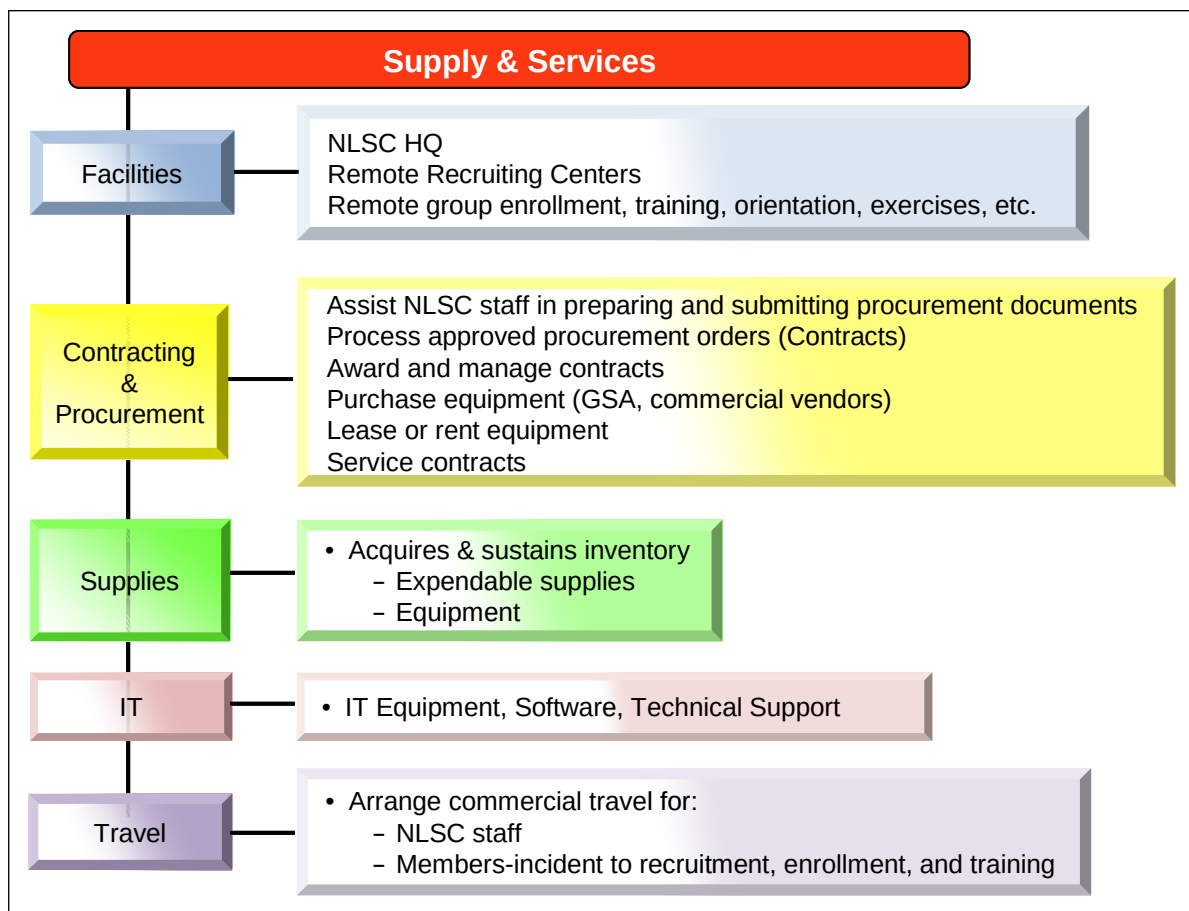 Supply & Services
Facilities
NLSC HQ
Remote Recruiting Centers
Remote group enrollment, training, orientation, exercises, etc.
Contracting
&
Procurement
Assist NLSC staff in preparing and submitting procurement documents
Process approved procurement orders (Contracts)
Award and manage contracts
Purchase equipment (GSA, commercial vendors)
Lease or rent equipment
Service contracts
Supplies
• Acquires & sustains inventory
– Expendable supplies
– Equipment
IT
• IT Equipment, Software, Technical Support
Travel
• Arrange commercial travel for:
– NLSC staff
– Members-incident to recruitment, enrollment, and training